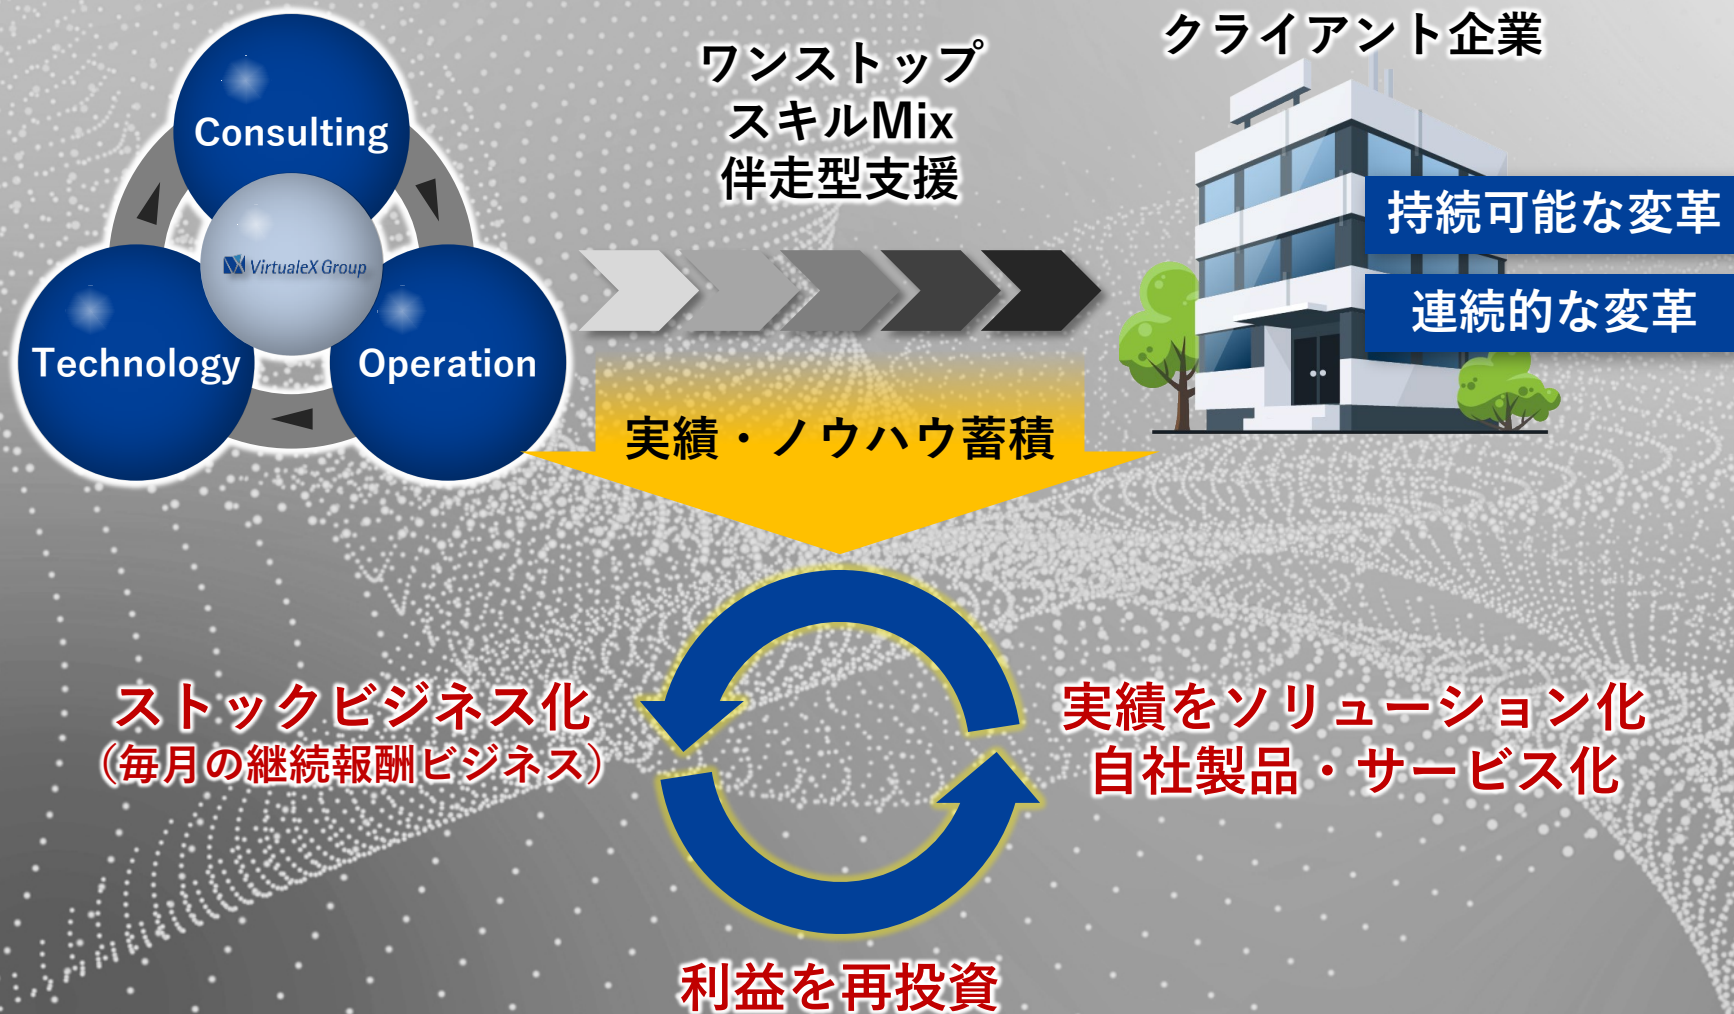 Consulting
Technology
Operation
VirtualeX Group
ワンストップ
スキルMix
伴走型支援
クライアント企業
持続可能な変革
連続的な変革
実績・ノウハウ蓄積
ストックビジネス化
（毎月の継続報酬ビジネス）
実績をソリューション化
自社製品・サービス化
利益を再投資